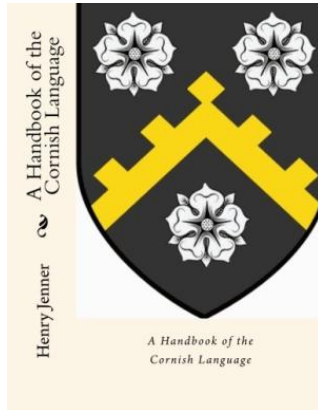 A Handbook of the
Cornish Language
Henry Jenner
A Handbook of the
Cornish Language